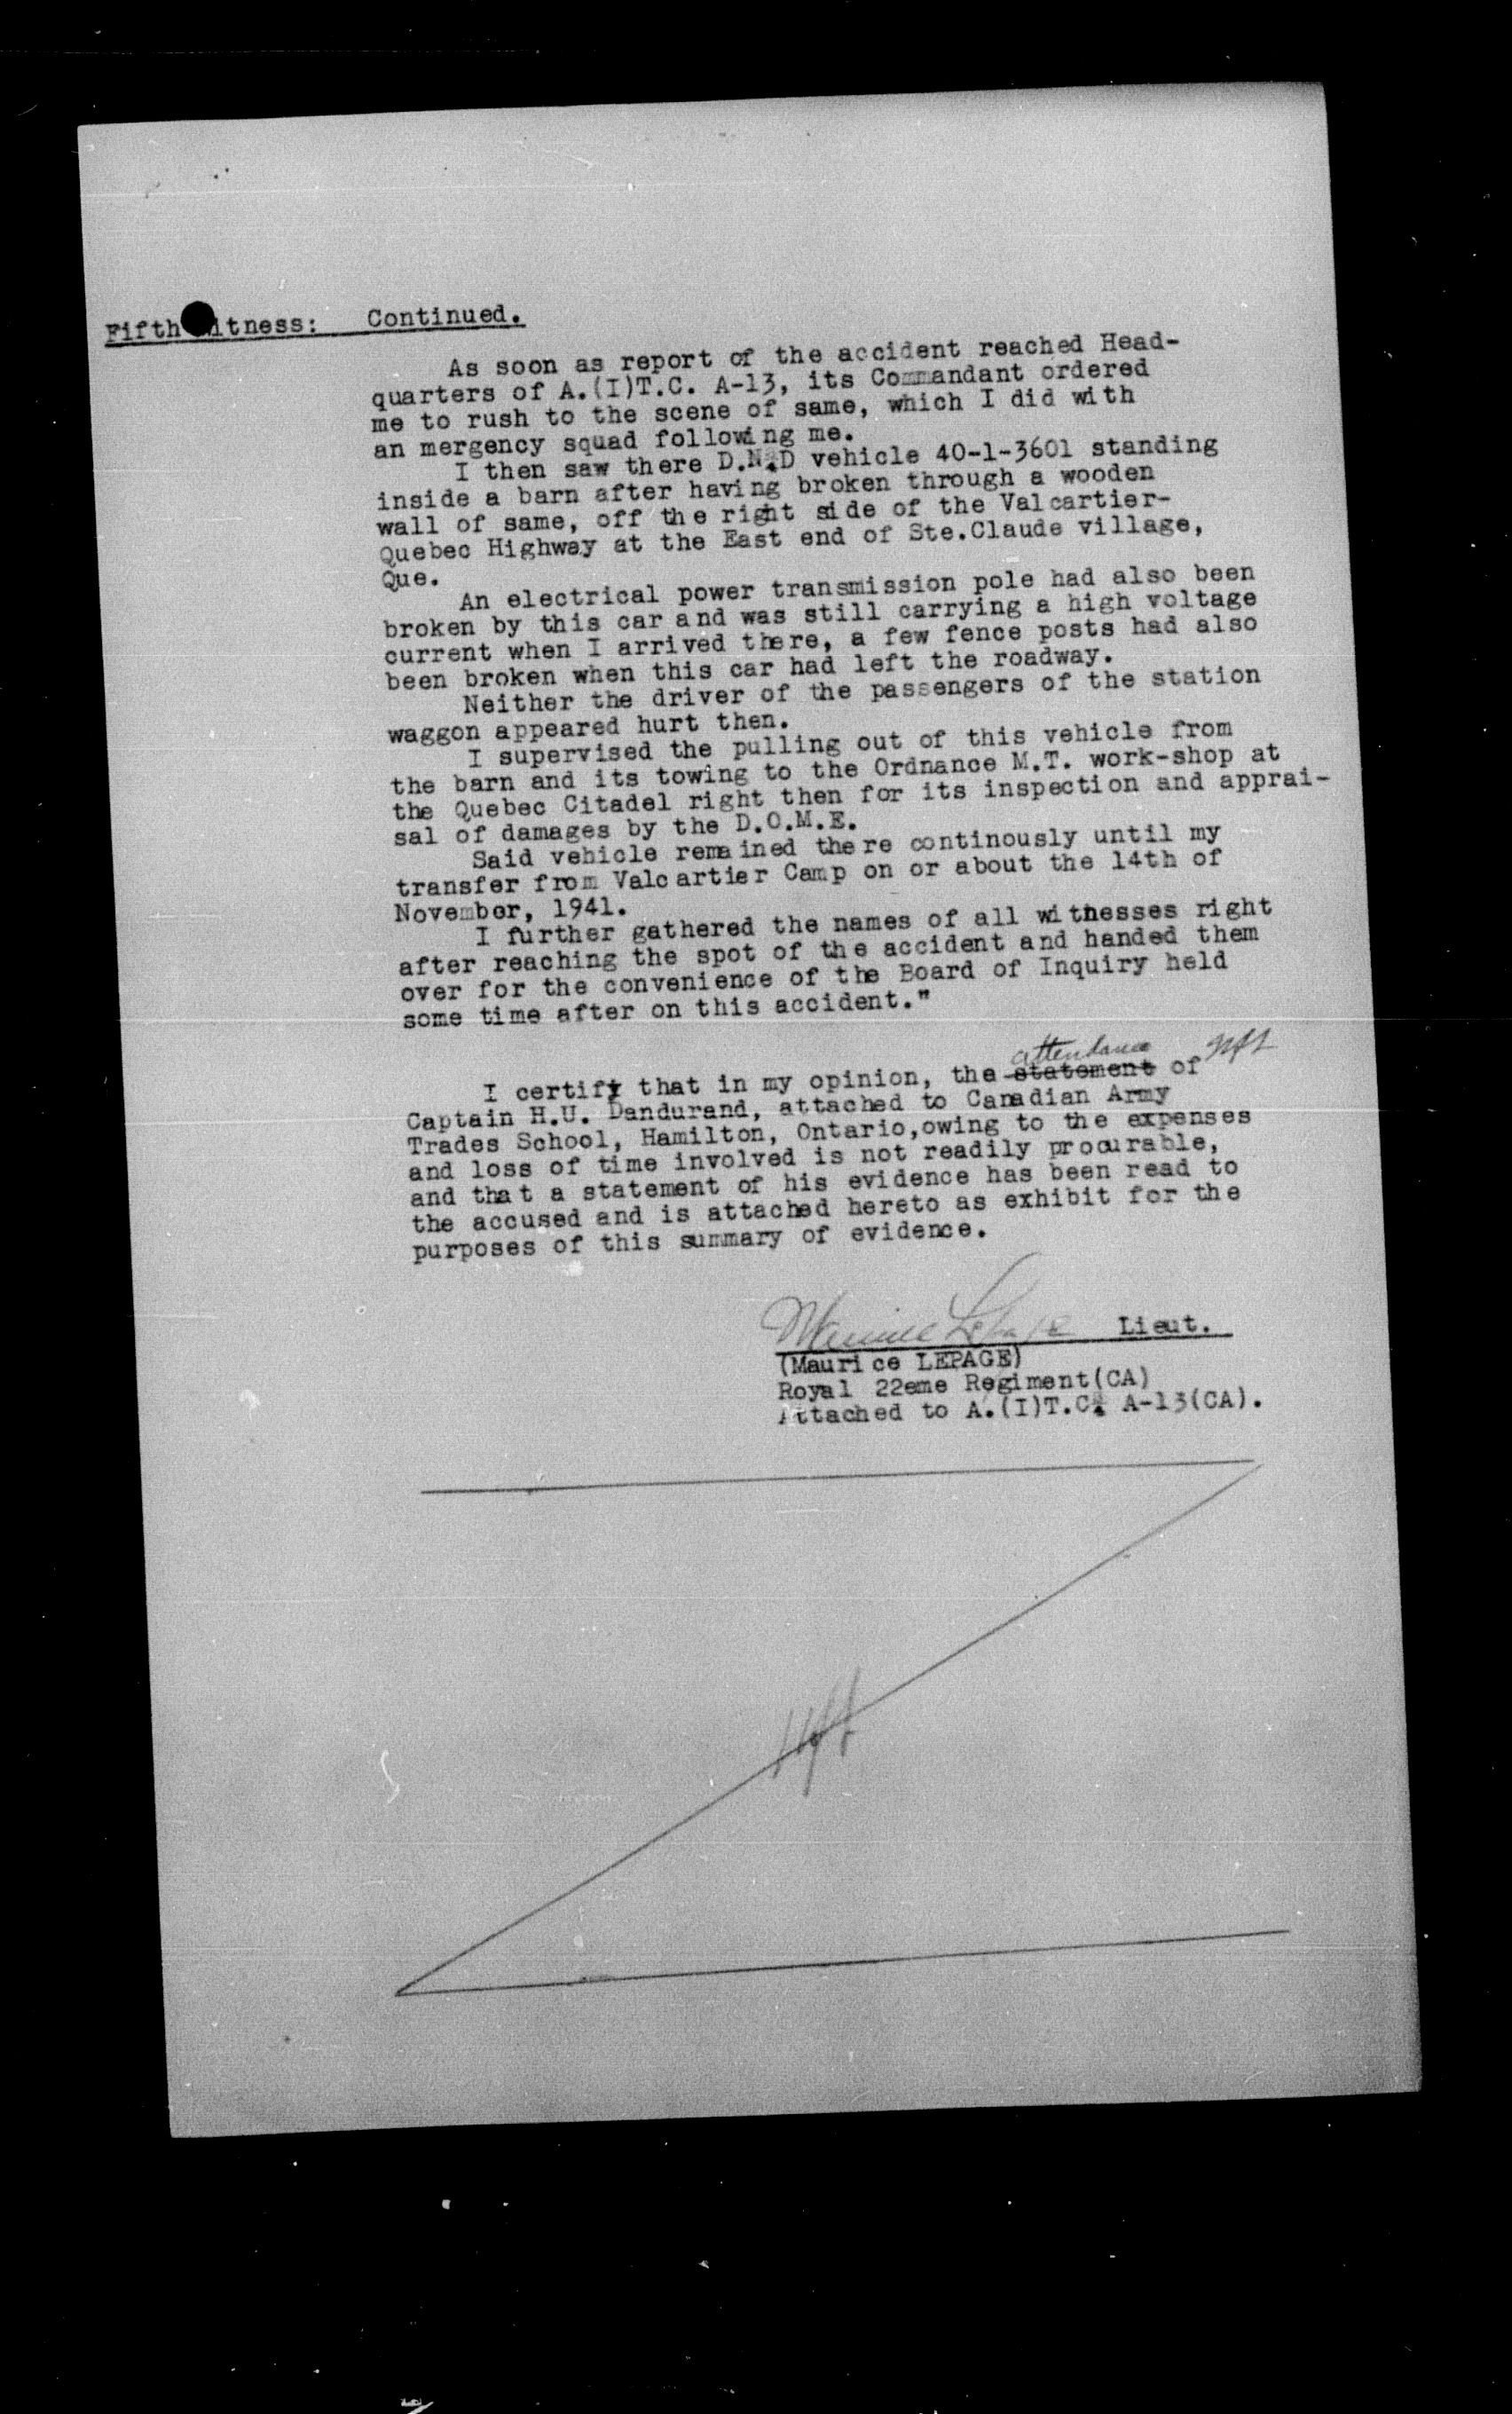 Fifth Witness: Continued.
As soon as report of the accident reached Head-
quarters of A.(I)T.C. A-13, its Commandant ordered
me to rush to the scene of same, which I did with
an mergency squad following me.
I then saw there D.N.D vehicle 40-1-3601 standing
inside a barn after having broken through a wooden
wall of same, off the right side of the Valcartier-
Quebec Highway at the East end of Ste.Claude village,
Que.
An electrical power transmission pole had also been
broken by this car and was still carrying a high voltage
current when I arrived there, a few fence posts had also
been broken when this car had left the roadway.
Neither the driver of the passengers of the station
waggon appeared hurt then.
I supervised the pulling out of this vehicle from
the barn and its towing to the Ordnance M.T. work-shop at
the Quebec Citadel right then for its inspection and apprai-
sal of damages by the D.O.M.E.
Said vehicle remained there continously until my
transfer from Valcartier Camp on or about the 14th of
November, 1941.
I further gathered the names of all witnesses right
after reaching the spot of the accident and handed them
over for the convenience of the Board of Inquiry held
some time after on this accident."
attendance
I certify that in my opinion, the statement of
Captain H.U. Dandurand, attached to Canadian Army
Trades School, Hamilton, Ontario,owing to the expenses
and loss of time involved is not readily procurable,
and that a statement of his evidence has been read to
the accused and is attached hereto as exhibit for the
purposes of this summary of evidence.
Maurice Lepage Lieut.
(Maurice LEPAGE)
Royal 22eme Regiment(CA)
Attached to A.(I)T.C. A-13(CA).